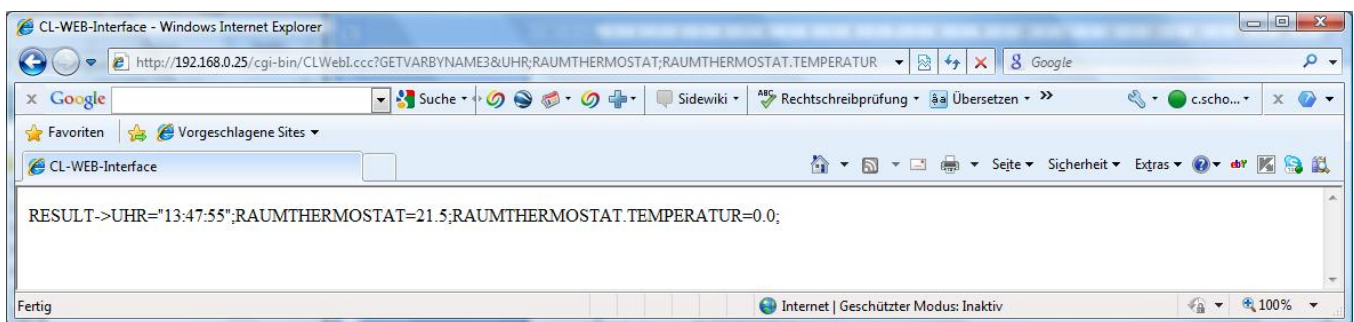 CL-WEB-Interface - Windows Internet Explorer
http://192.168.0.25/cgi-bin/CLWebI.ccc?GETVARBYNAME3&UHR;RAUMTHERMOSTAT;RAUMTHERMOSTAT.TEMPERATUR Google
x Google Suche Sidewiki Rechtschreibprüfung Übersetzen >> c.scho... x
Favoriten Vorgeschlagene Sites
CL-WEB-Interface Seite Sicherheit Extras ebY
RESULT->UHR="13:47:55";RAUMTHERMOSTAT=21.5;RAUMTHERMOSTAT.TEMPERATUR=0.0;
Fertig Internet | Geschützter Modus: Inaktiv 100%